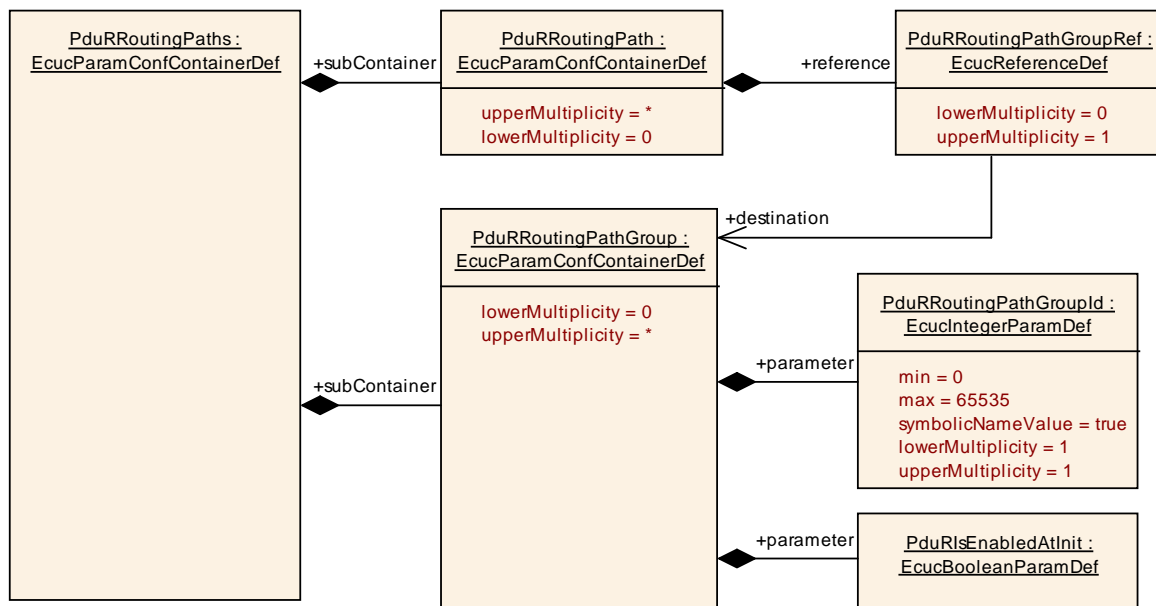 PduRRoutingPaths :
EcucParamConfContainerDef
+subContainer
PduRRoutingPath :
EcucParamConfContainerDef
upperMultiplicity = *
lowerMultiplicity = 0
+reference
PduRRoutingPathGroupRef :
EcucReferenceDef
lowerMultiplicity = 0
upperMultiplicity = 1
+destination
+subContainer
PduRRoutingPathGroup :
EcucParamConfContainerDef
lowerMultiplicity = 0
upperMultiplicity = *
+parameter
PduRRoutingPathGroupId :
EcucIntegerParamDef
min = 0
max = 65535
symbolicNameValue = true
lowerMultiplicity = 1
upperMultiplicity = 1
+parameter
PduRIsEnabledAtInit :
EcucBooleanParamDef